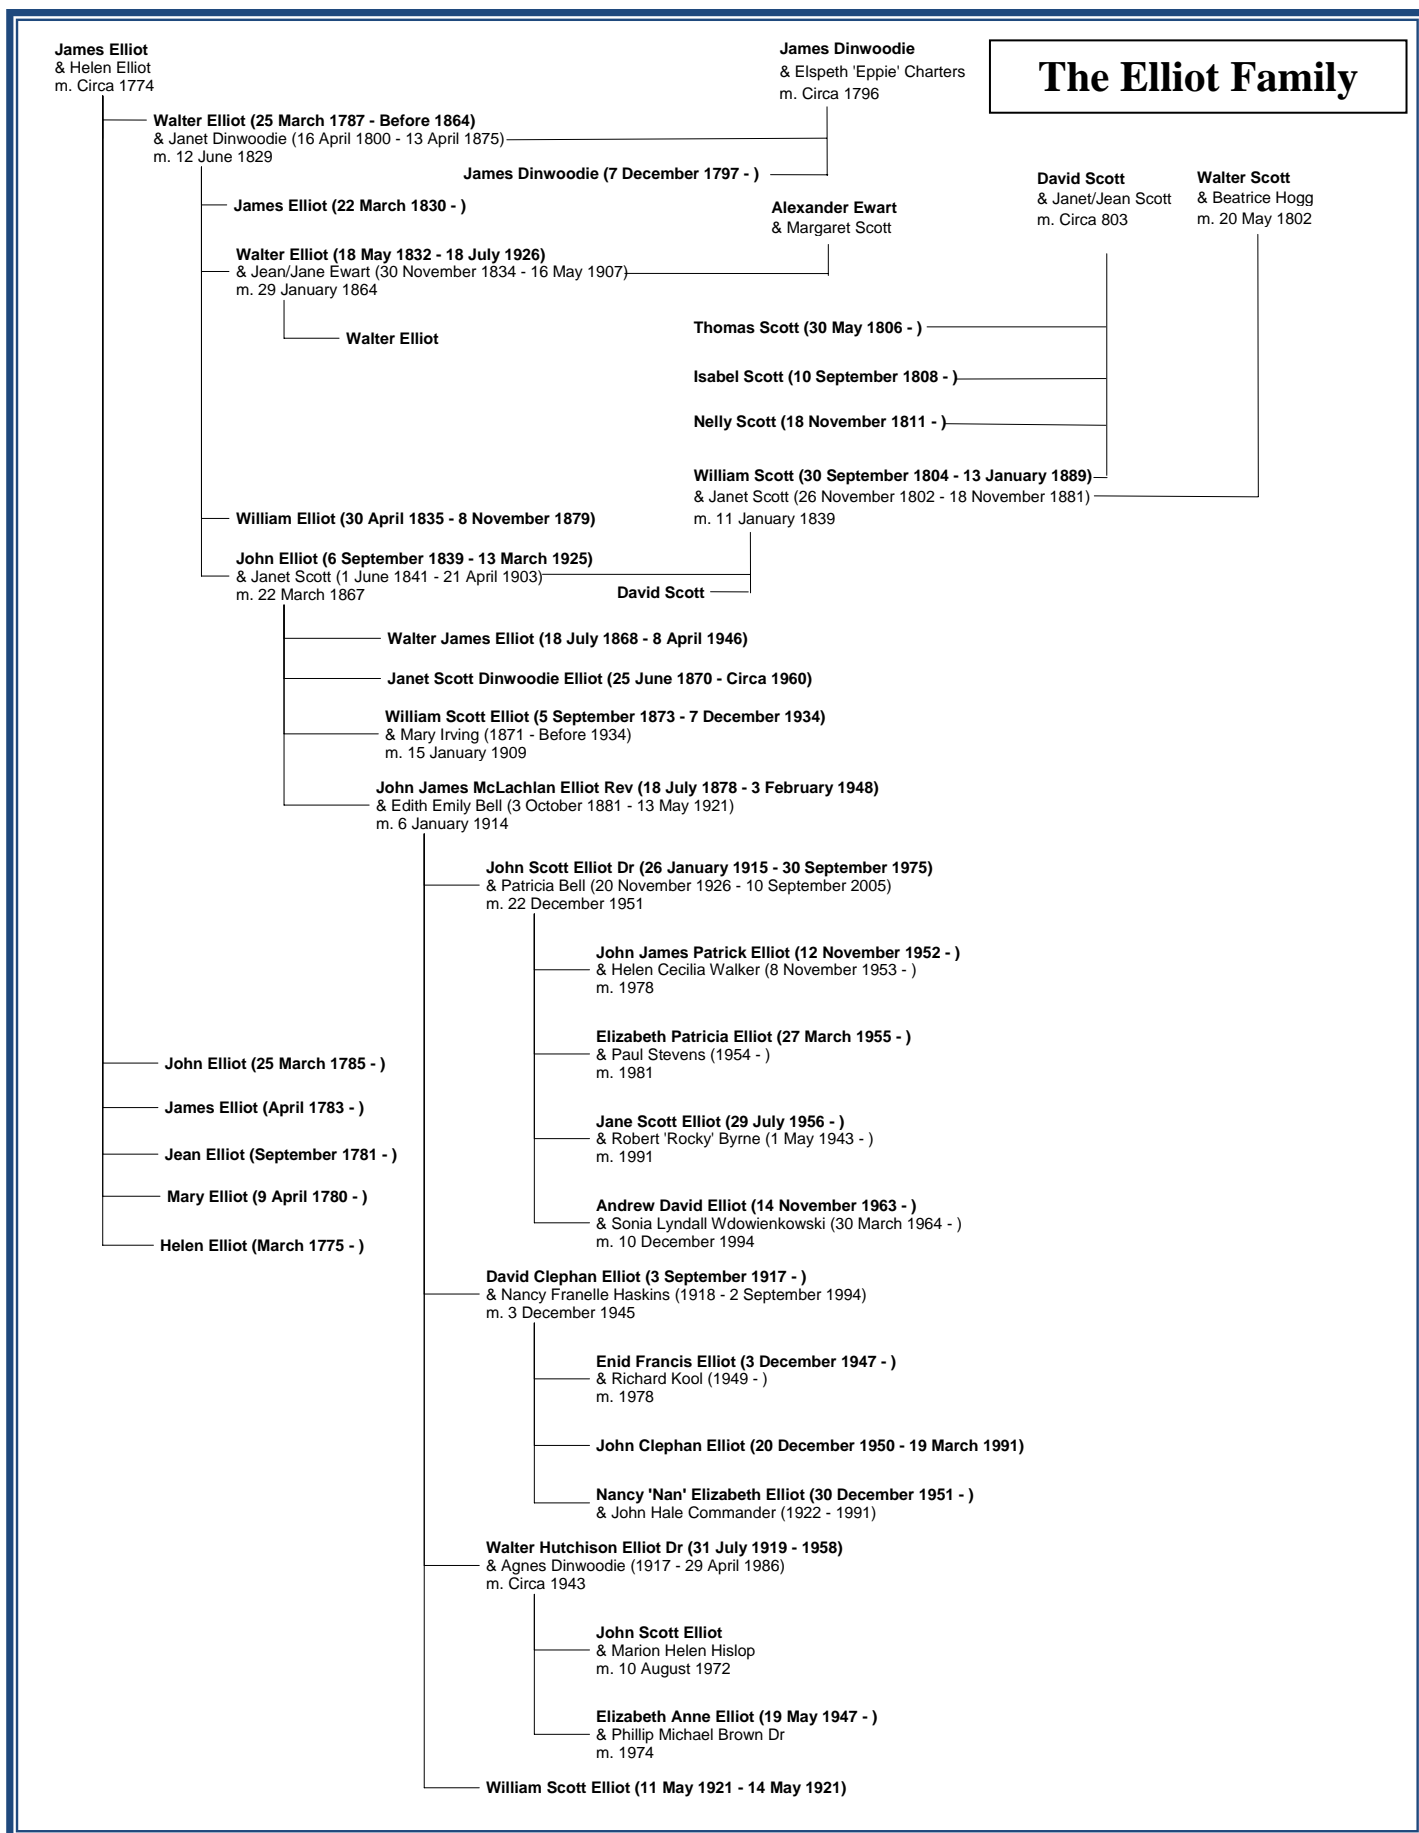 The Elliot Family
James Elliot
& Helen Elliot
m. Circa 1774
James Dinwoodie
& Elspeth 'Eppie' Charters
m. Circa 1796
Walter Elliot (25 March 1787 - Before 1864)
& Janet Dinwoodie (16 April 1800 - 13 April 1875)
m. 12 June 1829
James Dinwoodie (7 December 1797 - )
David Scott
& Janet/Jean Scott
m. Circa 803
Walter Scott
& Beatrice Hogg
m. 20 May 1802
James Elliot (22 March 1830 - )
Alexander Ewart
& Margaret Scott
Walter Elliot (18 May 1832 - 18 July 1926)
& Jean/Jane Ewart (30 November 1834 - 16 May 1907)
m. 29 January 1864
Walter Elliot
Thomas Scott (30 May 1806 - )
Isabel Scott (10 September 1808 - )
Nelly Scott (18 November 1811 - )
William Scott (30 September 1804 - 13 January 1889)
& Janet Scott (26 November 1802 - 18 November 1881)
m. 11 January 1839
William Elliot (30 April 1835 - 8 November 1879)
John Elliot (6 September 1839 - 13 March 1925)
& Janet Scott (1 June 1841 - 21 April 1903)
m. 22 March 1867
David Scott
Walter James Elliot (18 July 1868 - 8 April 1946)
Janet Scott Dinwoodie Elliot (25 June 1870 - Circa 1960)
William Scott Elliot (5 September 1873 - 7 December 1934)
& Mary Irving (1871 - Before 1934)
m. 15 January 1909
John James McLachlan Elliot Rev (18 July 1878 - 3 February 1948)
& Edith Emily Bell (3 October 1881 - 13 May 1921)
m. 6 January 1914
John Scott Elliot Dr (26 January 1915 - 30 September 1975)
& Patricia Bell (20 November 1926 - 10 September 2005)
m. 22 December 1951
John James Patrick Elliot (12 November 1952 - )
& Helen Cecilia Walker (8 November 1953 - )
m. 1978
Elizabeth Patricia Elliot (27 March 1955 - )
& Paul Stevens (1954 - )
m. 1981
Jane Scott Elliot (29 July 1956 - )
& Robert 'Rocky' Byrne (1 May 1943 - )
m. 1991
Andrew David Elliot (14 November 1963 - )
& Sonia Lyndall Wdowienkowski (30 March 1964 - )
m. 10 December 1994
John Elliot (25 March 1785 - )
James Elliot (April 1783 - )
Jean Elliot (September 1781 - )
Mary Elliot (9 April 1780 - )
Helen Elliot (March 1775 - )
David Clephan Elliot (3 September 1917 - )
& Nancy Franelle Haskins (1918 - 2 September 1994)
m. 3 December 1945
Enid Francis Elliot (3 December 1947 - )
& Richard Kool (1949 - )
m. 1978
John Clephan Elliot (20 December 1950 - 19 March 1991)
Nancy 'Nan' Elizabeth Elliot (30 December 1951 - )
& John Hale Commander (1922 - 1991)
Walter Hutchison Elliot Dr (31 July 1919 - 1958)
& Agnes Dinwoodie (1917 - 29 April 1986)
m. Circa 1943
John Scott Elliot
& Marion Helen Hislop
m. 10 August 1972
Elizabeth Anne Elliot (19 May 1947 - )
& Phillip Michael Brown Dr
m. 1974
William Scott Elliot (11 May 1921 - 14 May 1921)